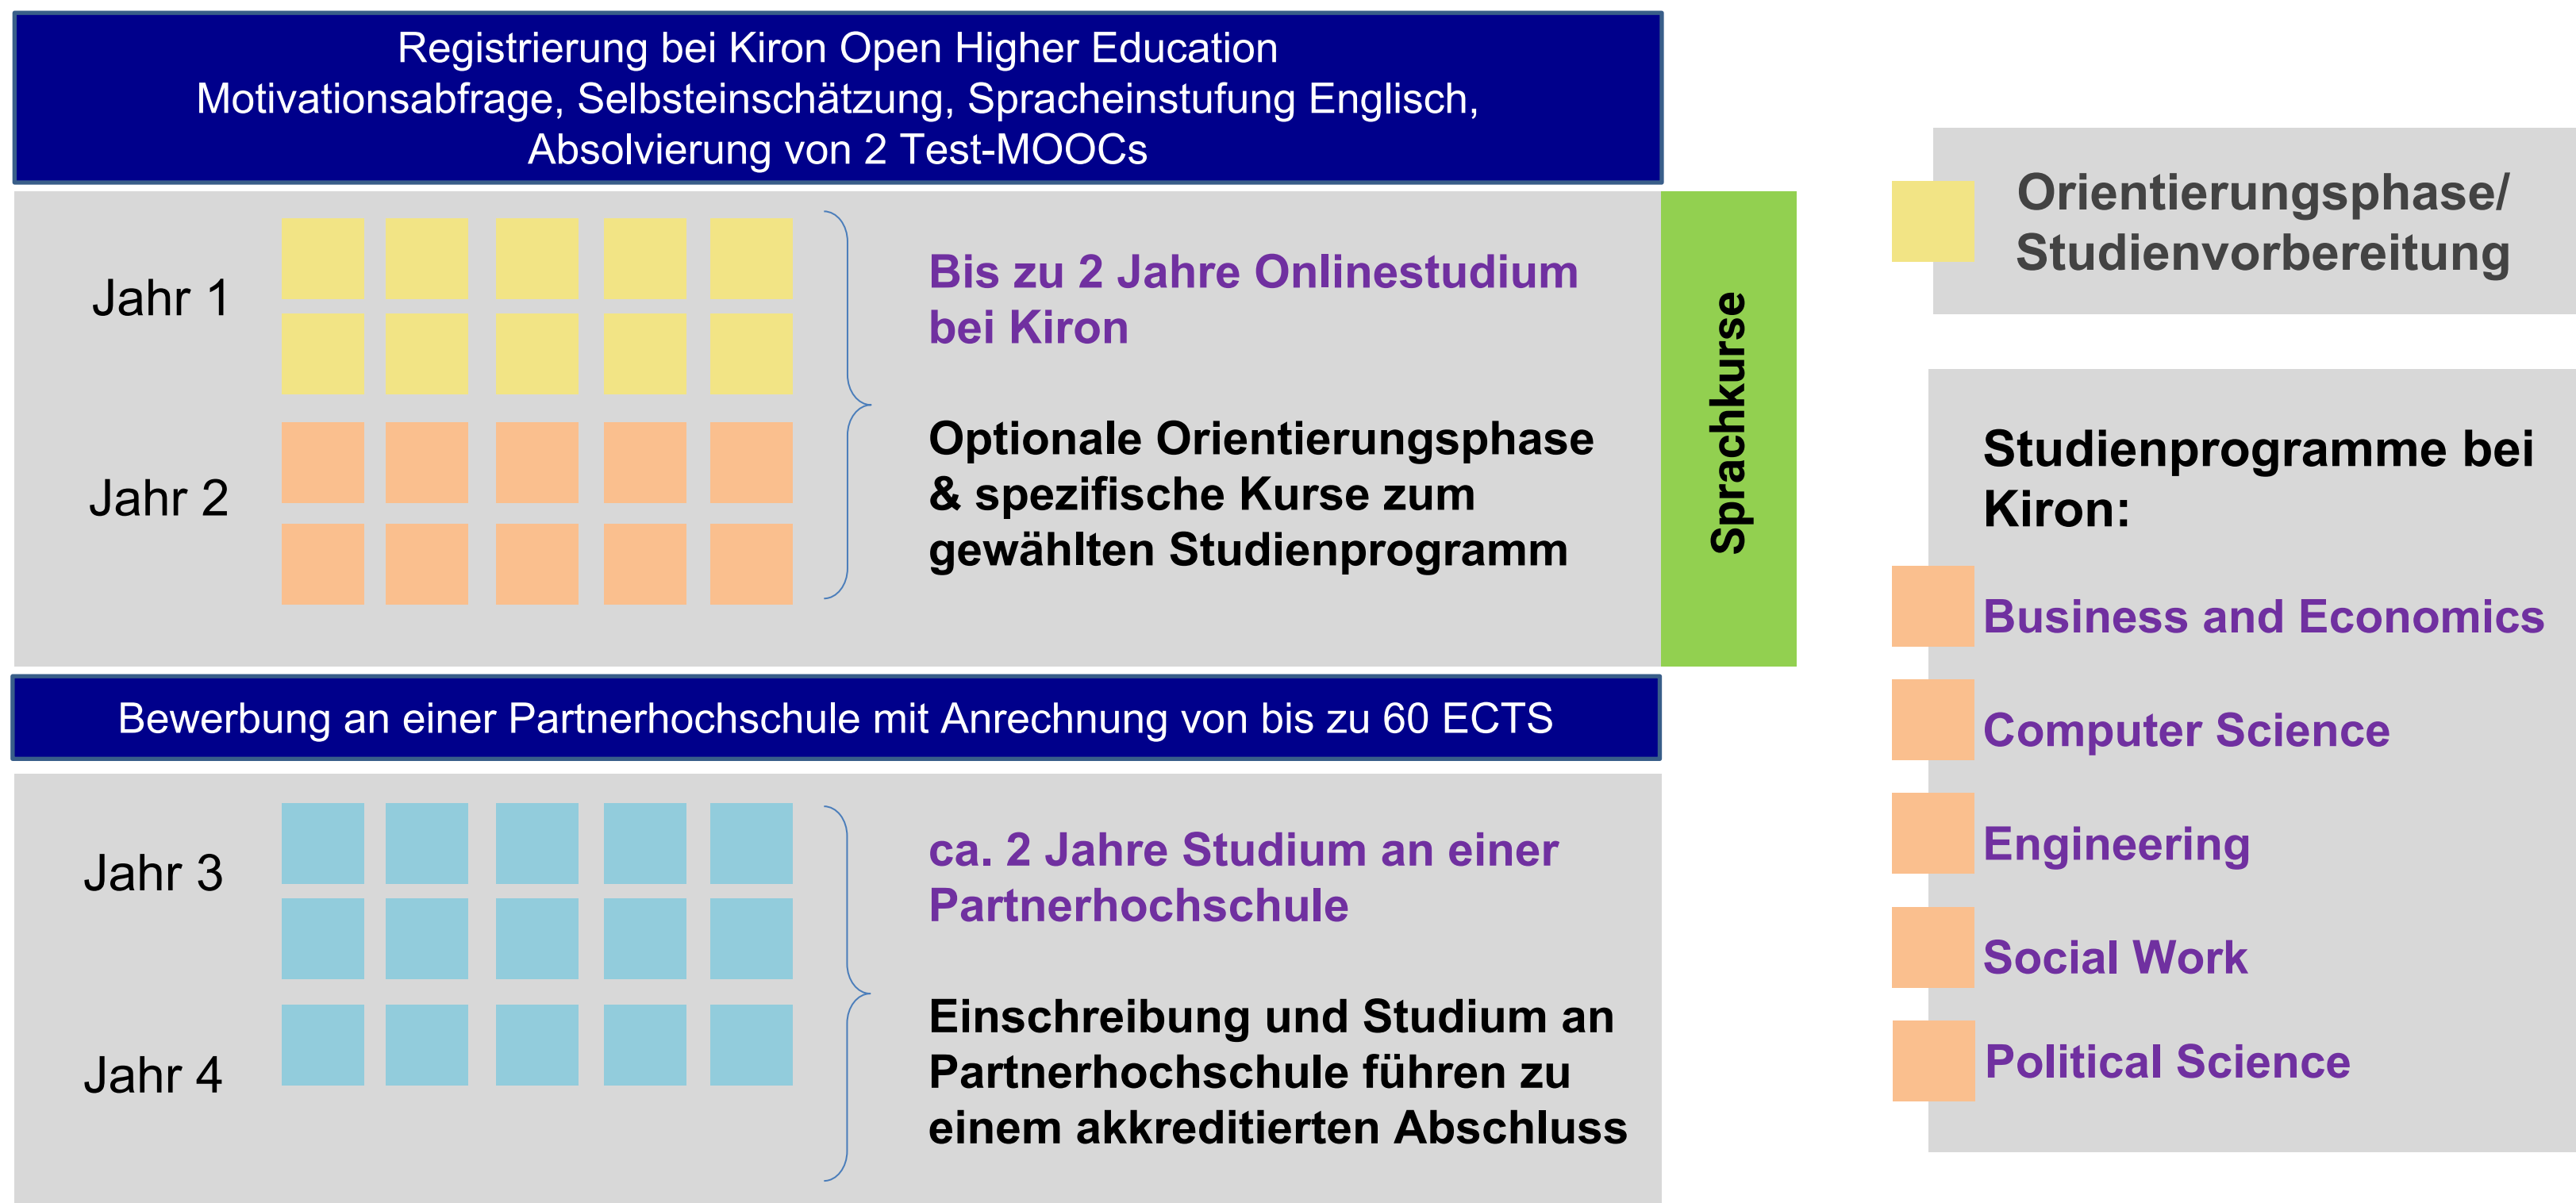 Registrierung bei Kiron Open Higher Education
Motivationsabfrage, Selbsteinschätzung, Spracheinstufung Englisch,
Absolvierung von 2 Test-MOOCs
Jahr 1
Jahr 2
Bis zu 2 Jahre Onlinestudium
bei Kiron
Optionale Orientierungsphase
& spezifische Kurse zum
gewählten Studienprogramm
Sprachkurse
Bewerbung an einer Partnerhochschule mit Anrechnung von bis zu 60 ECTS
Jahr 3
Jahr 4
ca. 2 Jahre Studium an einer
Partnerhochschule
Einschreibung und Studium an
Partnerhochschule führen zu
einem akkreditierten Abschluss
Orientierungsphase/
Studienvorbereitung
Studienprogramme bei
Kiron:
Business and Economics
Computer Science
Engineering
Social Work
Political Science